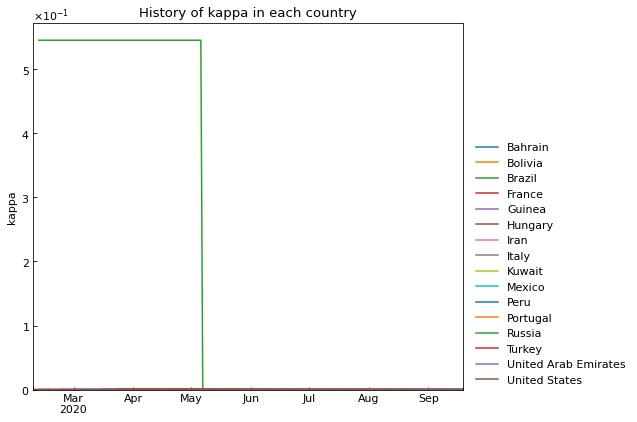 History of kappa in each country
×10⁻¹
5
4
3
2
1
0
kappa
Mar
2020
Apr
May
Jun
Jul
Aug
Sep
Bahrain
Bolivia
Brazil
France
Guinea
Hungary
Iran
Italy
Kuwait
Mexico
Peru
Portugal
Russia
Turkey
United Arab Emirates
United States